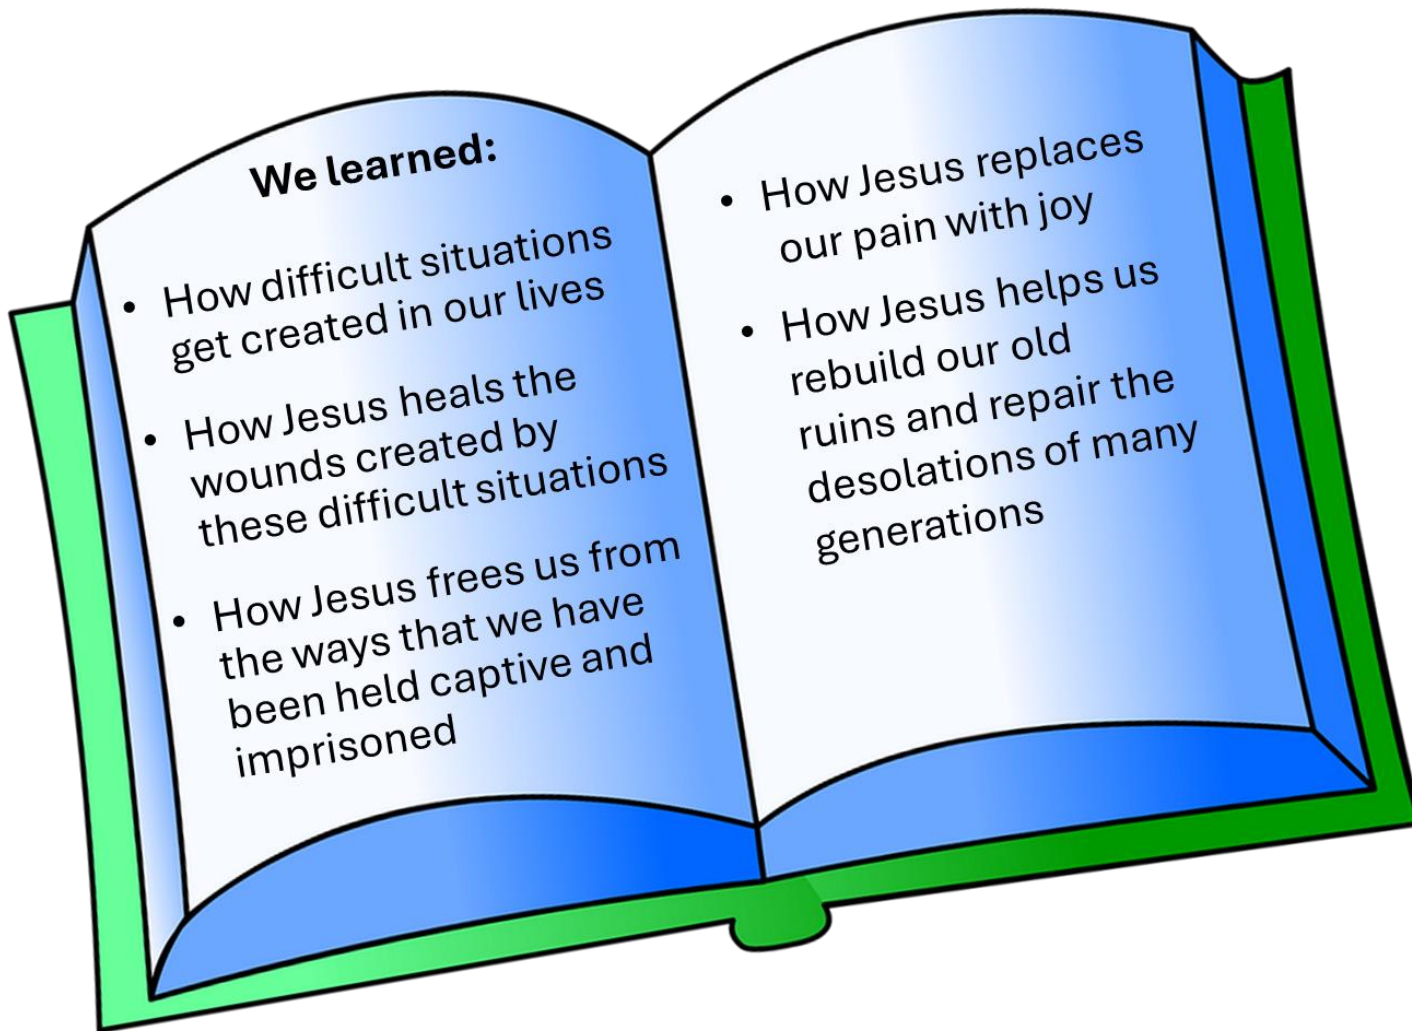 We learned:
• How difficult situations
get created in our lives
• How Jesus heals the
wounds created by
these difficult situations
• How Jesus frees us from
the ways that we have
been held captive and
imprisoned
• How Jesus replaces
our pain with joy
• How Jesus helps us
rebuild our old
ruins and repair the
desolations of many
generations